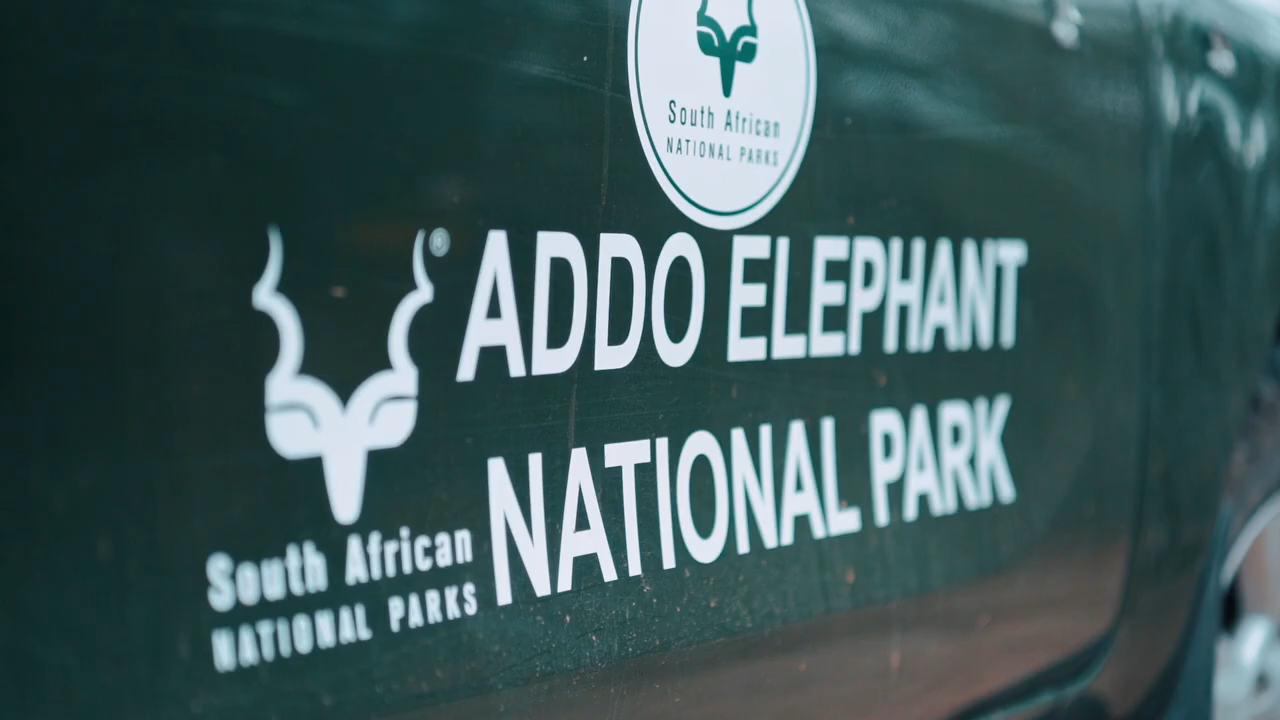 South African
NATIONAL PARKS
®
ADDO ELEPHANT
NATIONAL PARK
South African
NATIONAL PARKS